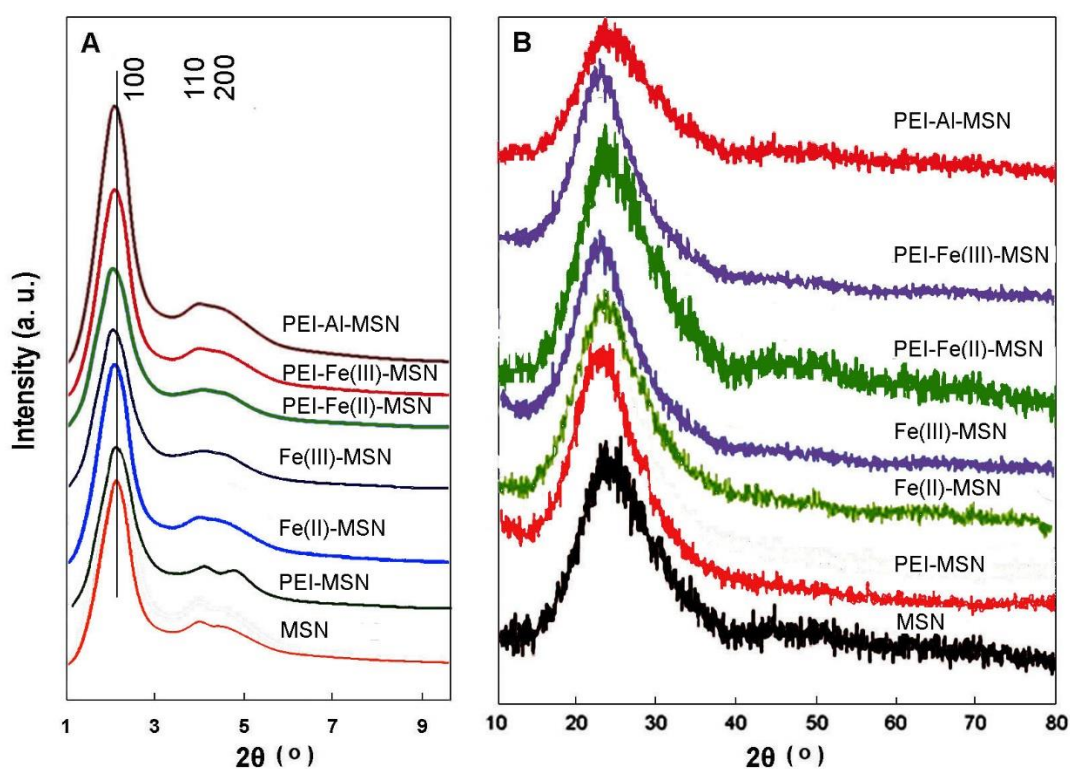 A
100
110
200
PEI-Al-MSN
PEI-Fe(III)-MSN
PEI-Fe(II)-MSN
Fe(III)-MSN
Fe(II)-MSN
PEI-MSN
MSN
Intensity (a. u.)
1 3 5 7 9
2θ (o)
B
PEI-Al-MSN
PEI-Fe(III)-MSN
PEI-Fe(II)-MSN
Fe(III)-MSN
Fe(II)-MSN
PEI-MSN
MSN
10 20 30 40 50 60 70 80
2θ (o)